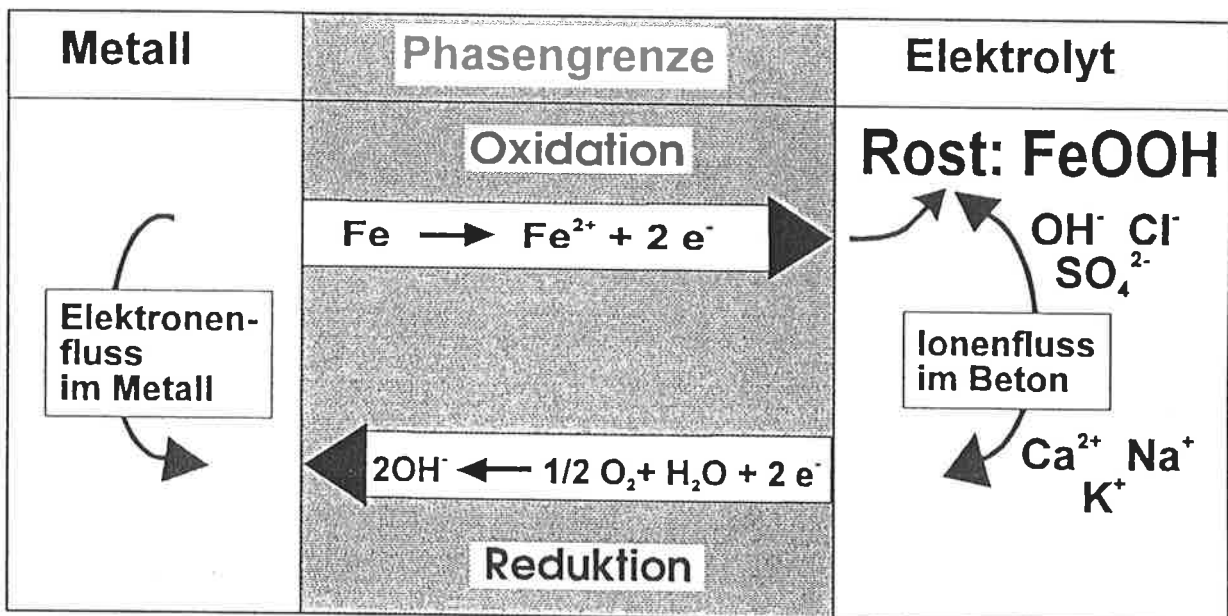 Metall
Phasengrenze
Elektrolyt
Oxidation
Rost: FeOOH
Fe → Fe²⁺ + 2 e⁻
OH⁻ Cl⁻
SO₄²⁻
Elektronen-
fluss
im Metall
Ionenfluss
im Beton
2OH⁻ ← 1/2 O₂+ H₂O + 2 e⁻
Ca²⁺ Na⁺
K⁺
Reduktion